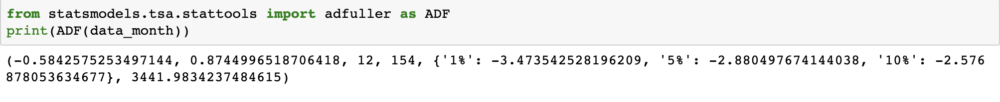 from statsmodels.tsa.stattools import adfuller as ADF
print(ADF(data_month))
(-0.5842575253497144, 0.8744996518706418, 12, 154, {'1%': -3.473542528196209, '5%': -2.880497674144038, '10%': -2.576
878053634677}, 3441.9834237484615)